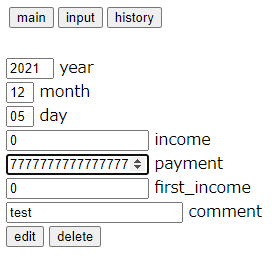 main input history
2021 year
12 month
05 day
0 income
7777777777777777 payment
0 first_income
test comment
edit delete